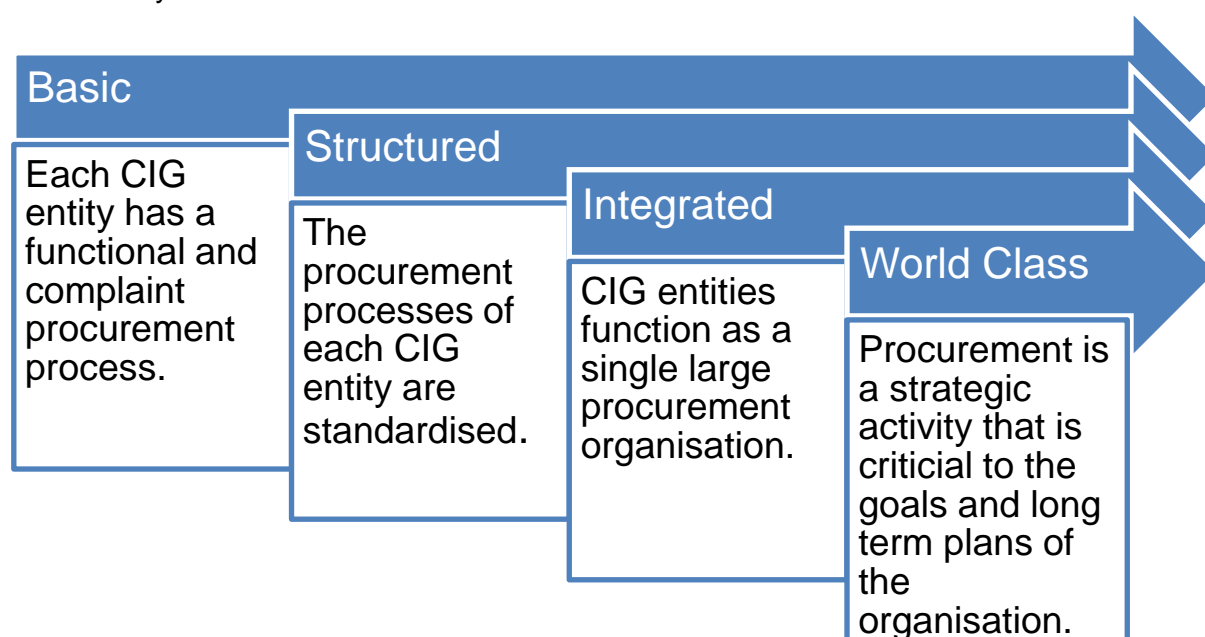 Basic
Each CIG
entity has a
functional and
complaint
procurement
process.
Structured
The
procurement
processes of
each CIG
entity are
standardised.
Integrated
CIG entities
function as a
single large
procurement
organisation.
World Class
Procurement is
a strategic
activity that is
criticial to the
goals and long
term plans of
the
organisation.